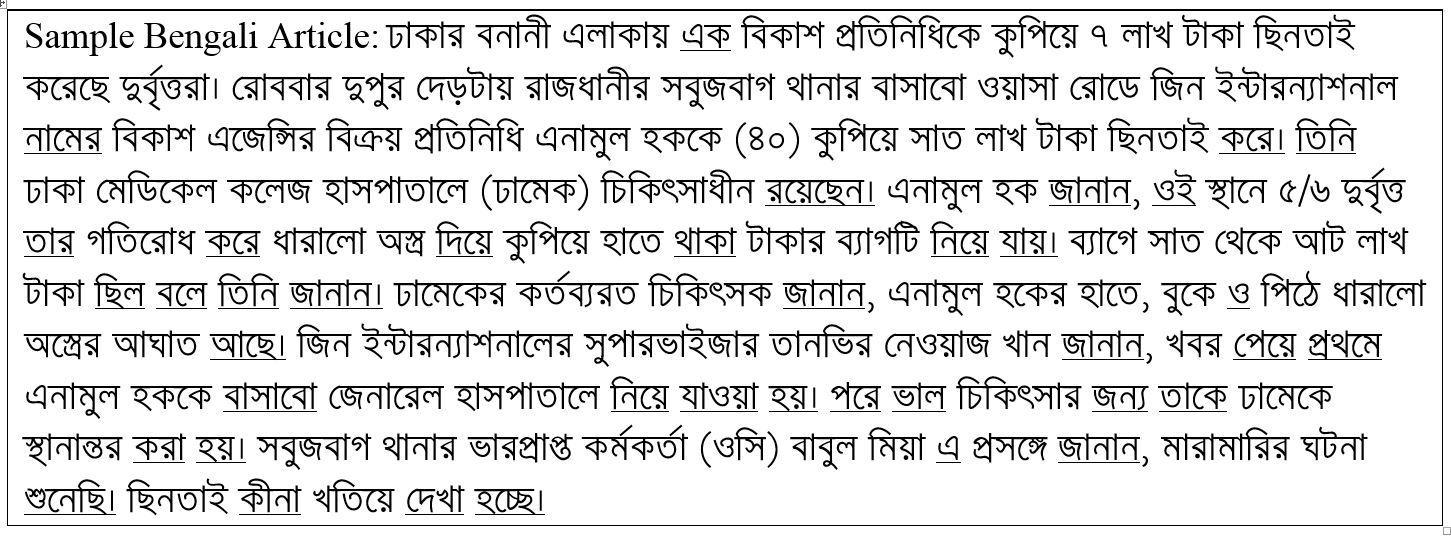 Sample Bengali Article: ঢাকার বনানী এলাকায় এক বিকাশ প্রতিনিধিকে কুপিয়ে ৭ লাখ টাকা ছিনতাই
করেছে দুর্বৃত্তরা। রোববার দুপুর দেড়টায় রাজধানীর সবুজবাগ থানার বাসাবো ওয়াসা রোডে জিন ইন্টারন্যাশনাল
নামের বিকাশ এজেন্সির বিক্রয় প্রতিনিধি এনামুল হককে (৪০) কুপিয়ে সাত লাখ টাকা ছিনতাই করে। তিনি
ঢাকা মেডিকেল কলেজ হাসপাতালে (ঢামেক) চিকিৎসাধীন রয়েছেন। এনামুল হক জানান, ওই স্থানে ৫/৬ দুর্বৃত্ত
তার গতিরোধ করে ধারালো অস্ত্র দিয়ে কুপিয়ে হাতে থাকা টাকার ব্যাগটি নিয়ে যায়। ব্যাগে সাত থেকে আট লাখ
টাকা ছিল বলে তিনি জানান। ঢামেকের কর্তব্যরত চিকিৎসক জানান, এনামুল হকের হাতে, বুকে ও পিঠে ধারালো
অস্ত্রের আঘাত আছে। জিন ইন্টারন্যাশনালের সুপারভাইজার তানভির নেওয়াজ খান জানান, খবর পেয়ে প্রথমে
এনামুল হককে বাসাবো জেনারেল হাসপাতালে নিয়ে যাওয়া হয়। পরে ভাল চিকিৎসার জন্য তাকে ঢামেকে
স্থানান্তর করা হয়। সবুজবাগ থানার ভারপ্রাপ্ত কর্মকর্তা (ওসি) বাবুল মিয়া এ প্রসঙ্গে জানান, মারামারির ঘটনা
শুনেছি। ছিনতাই কীনা খতিয়ে দেখা হচ্ছে।